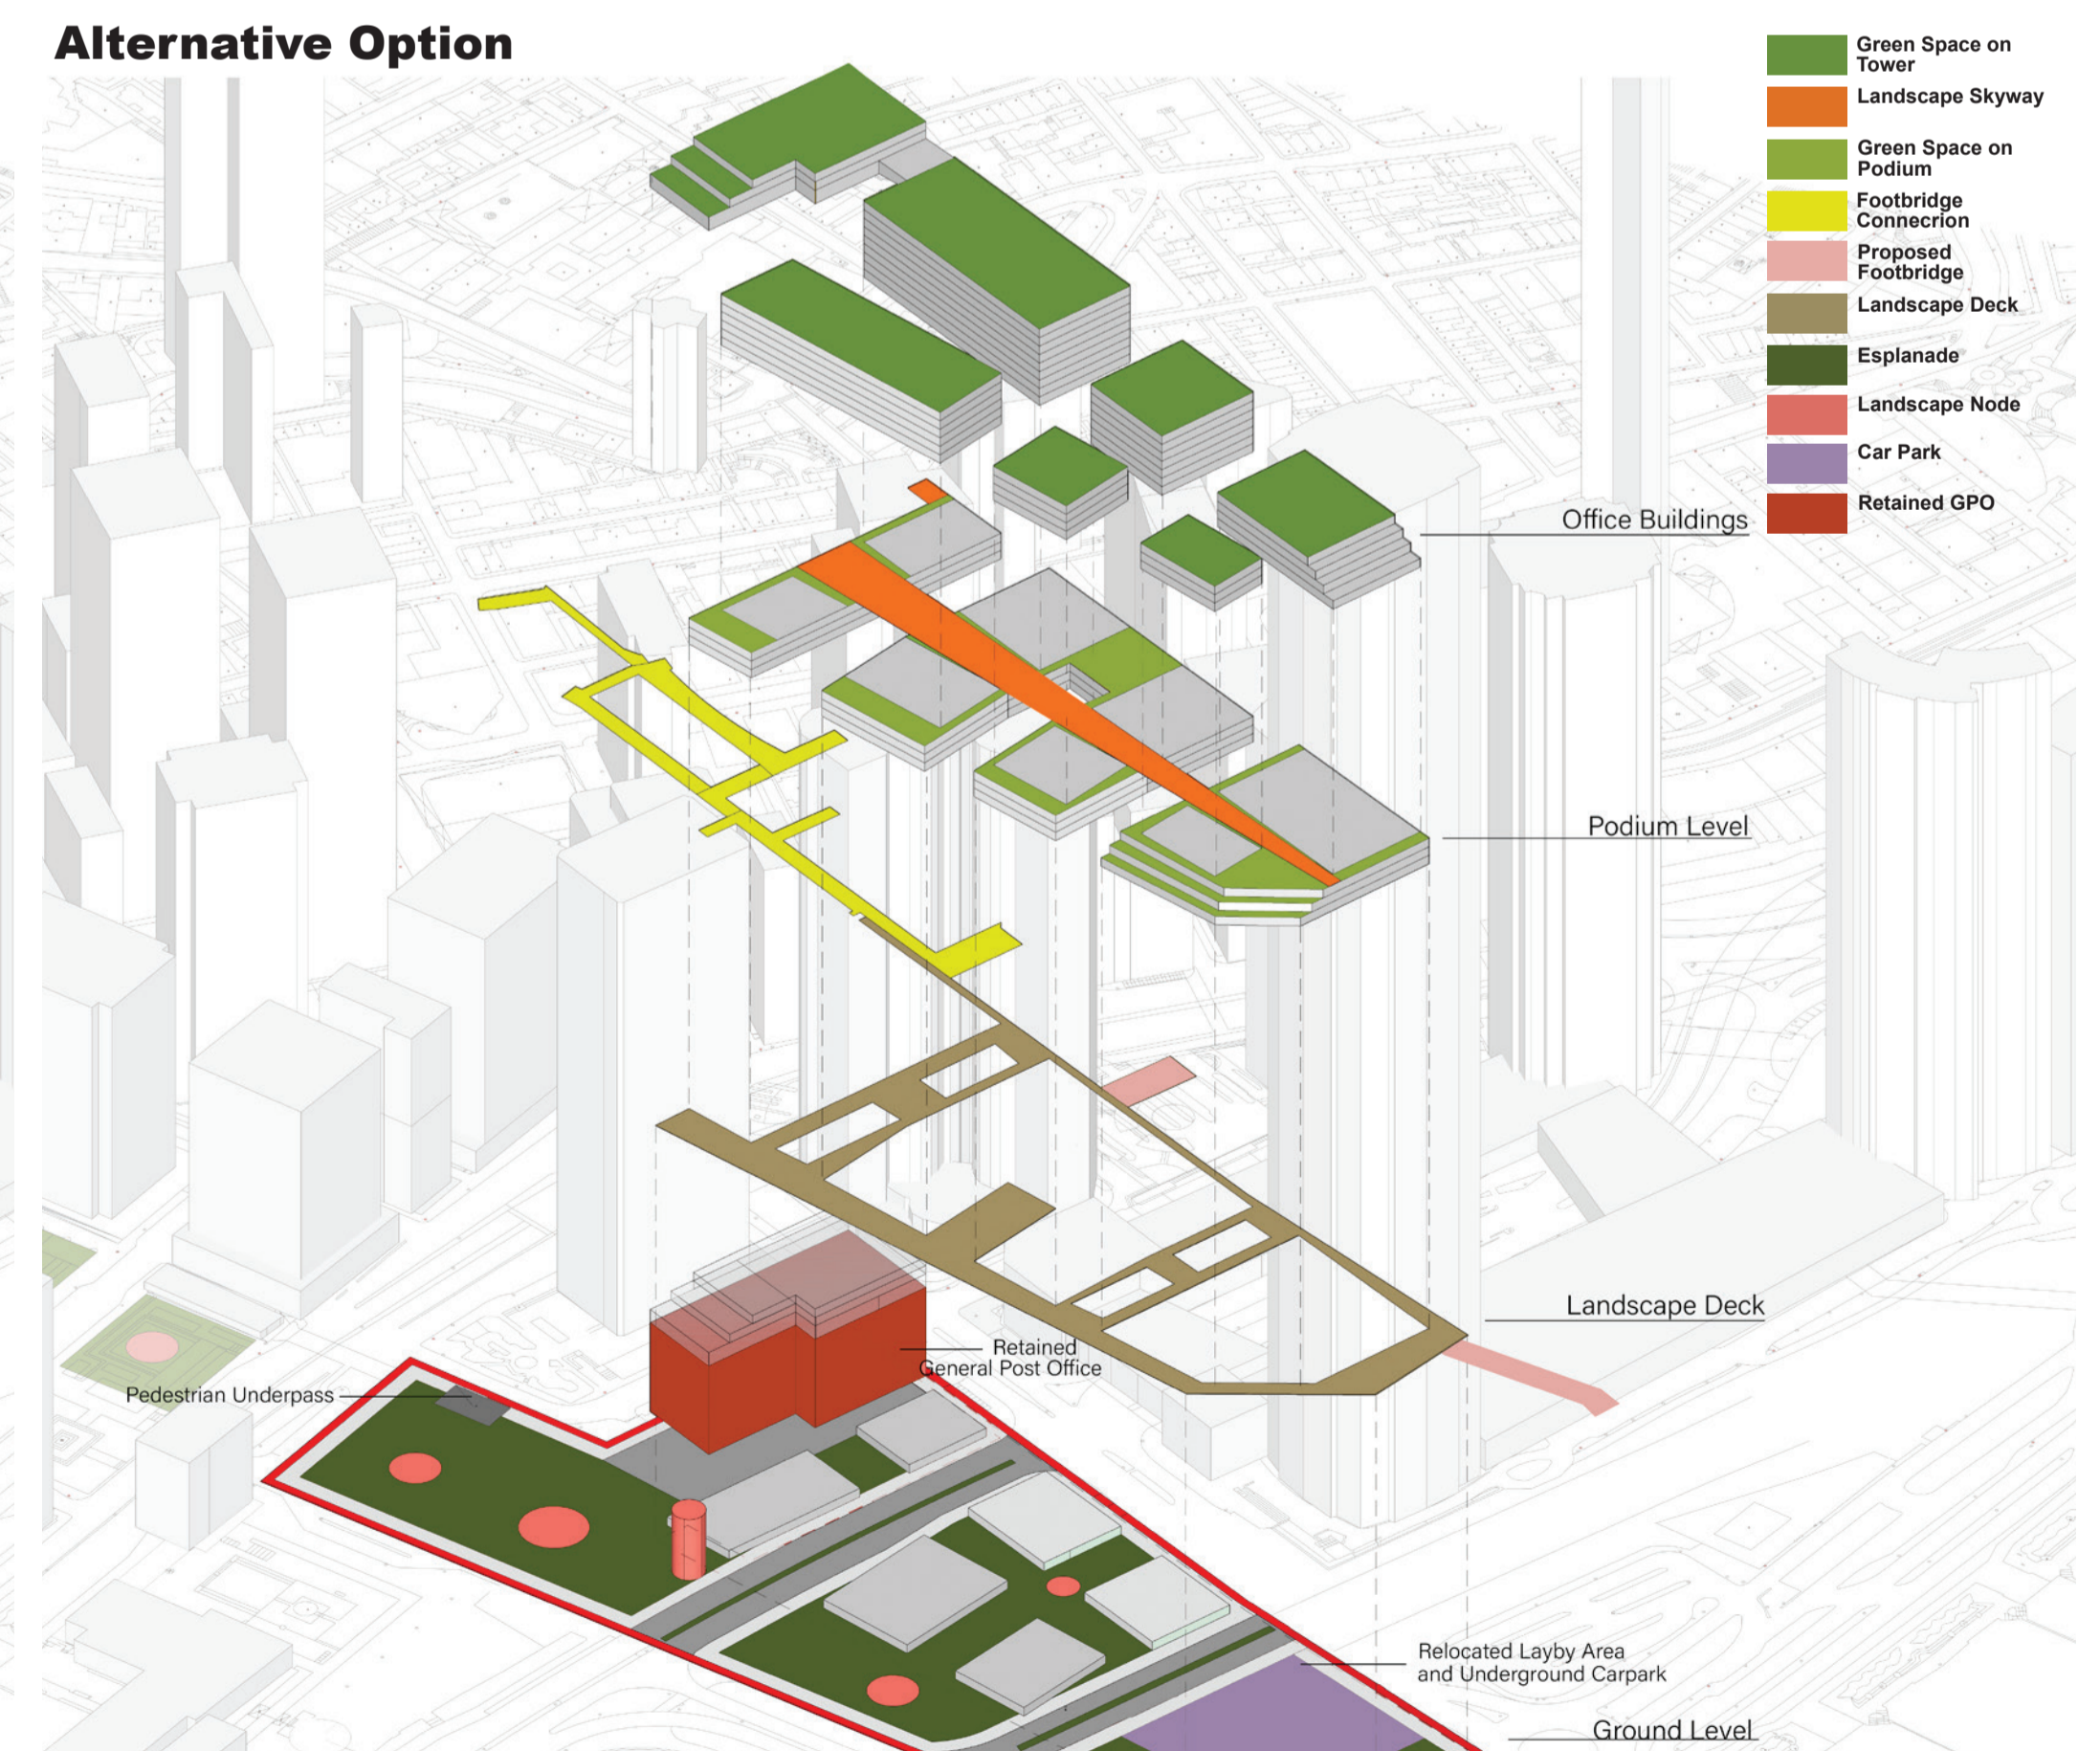 Alternative Option
Green Space on
Tower
Landscape Skyway
Green Space on
Podium
Footbridge
Connecrion
Proposed
Footbridge
Landscape Deck
Esplanade
Landscape Node
Car Park
Retained GPO
Office Buildings
Podium Level
Landscape Deck
Retained
General Post Office
Pedestrian Underpass
Relocated Layby Area
and Underground Carpark
Ground Level